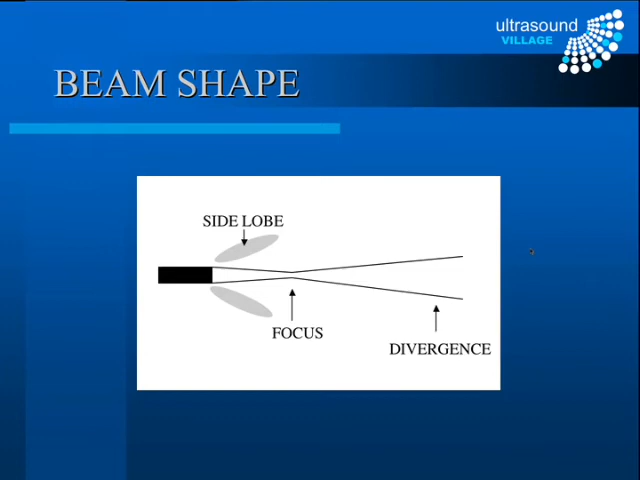 ultrasound
VILLAGE
BEAM SHAPE
SIDE LOBE
FOCUS
DIVERGENCE